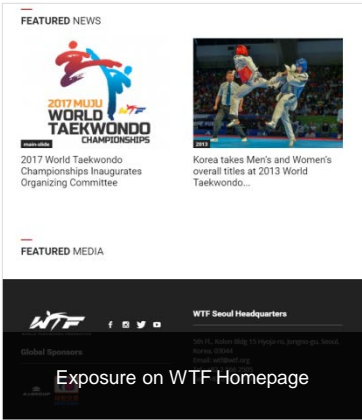 FEATURED NEWS
2017 MUJU
WORLD WTF
TAEKWONDO
CHAMPIONSHIPS
main-slide
2013
2017 World Taekwondo
Championships Inaugurates
Organizing Committee
Korea takes Men's and Women's
overall titles at 2013 World
Taekwondo...
FEATURED MEDIA
WTF
WTF Seoul Headquarters
Global Sponsors
Exposure on WTF Homepage